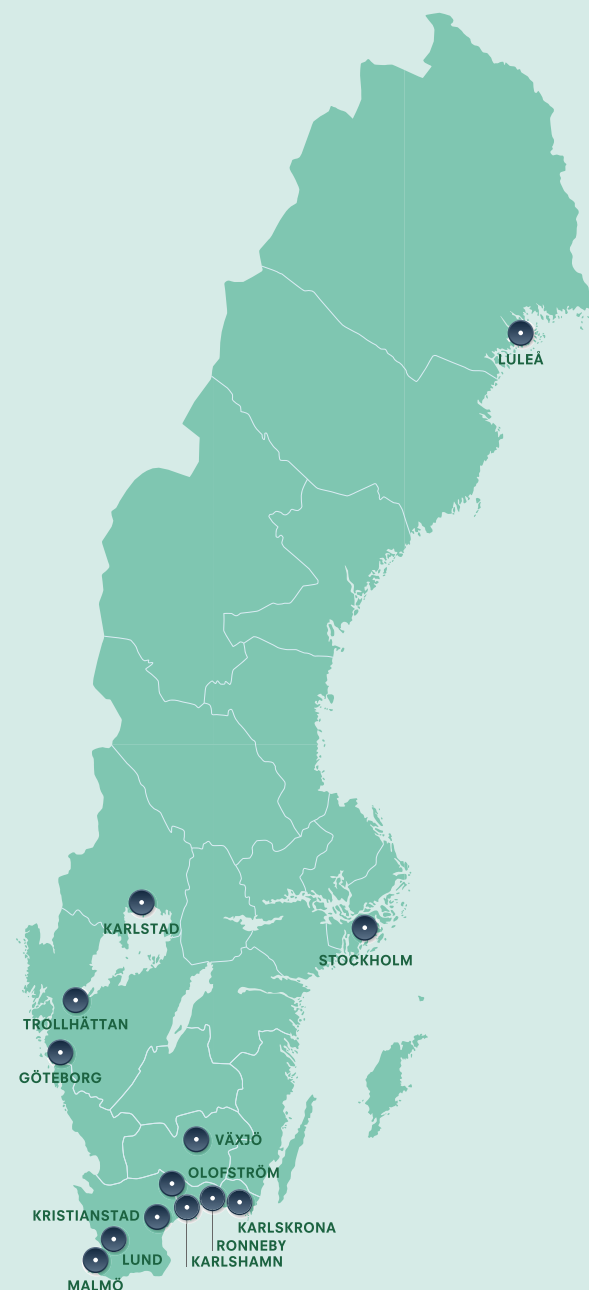 LULEÅ
KARLSTAD
STOCKHOLM
TROLLHÄTTAN
GÖTEBORG
VÄXJÖ
OLOFSTRÖM
KRISTIANSTAD
KARLSKRONA
RONNEBY
LUND
KARLSHAMN
MALMÖ